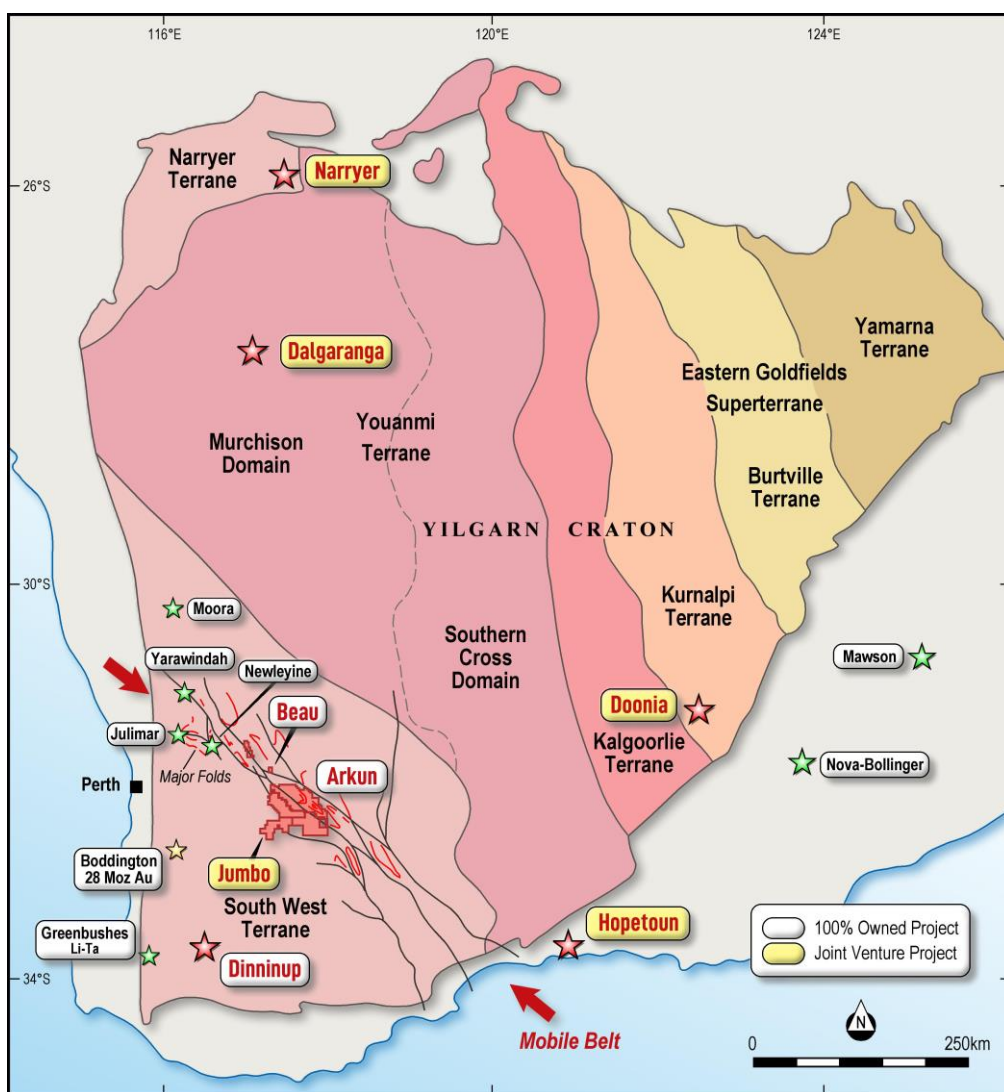 116°E
120°E
124°E
Narryer
Terrane
Narryer
26°S
Dalgaranga
Yamarna
Terrane
Eastern Goldfields
Superterrane
Murchison
Domain
Youanmi
Terrane
Burtville
Terrane
YILGARN CRATON
30°S
Moora
Kurnalpi
Terrane
Southern
Cross
Domain
Yarawindah
Newleyine
Mawson
Beau
Doonia
Julimar
Kalgoorlie
Terrane
Nova-Bollinger
Major Folds
Arkun
Perth
Boddington
28 Moz Au
Jumbo
South West
Terrane
Hopetoun
Greenbushes
Li-Ta
Dinninup
100% Owned Project
Joint Venture Project
34°S
Mobile Belt
N
0
250km